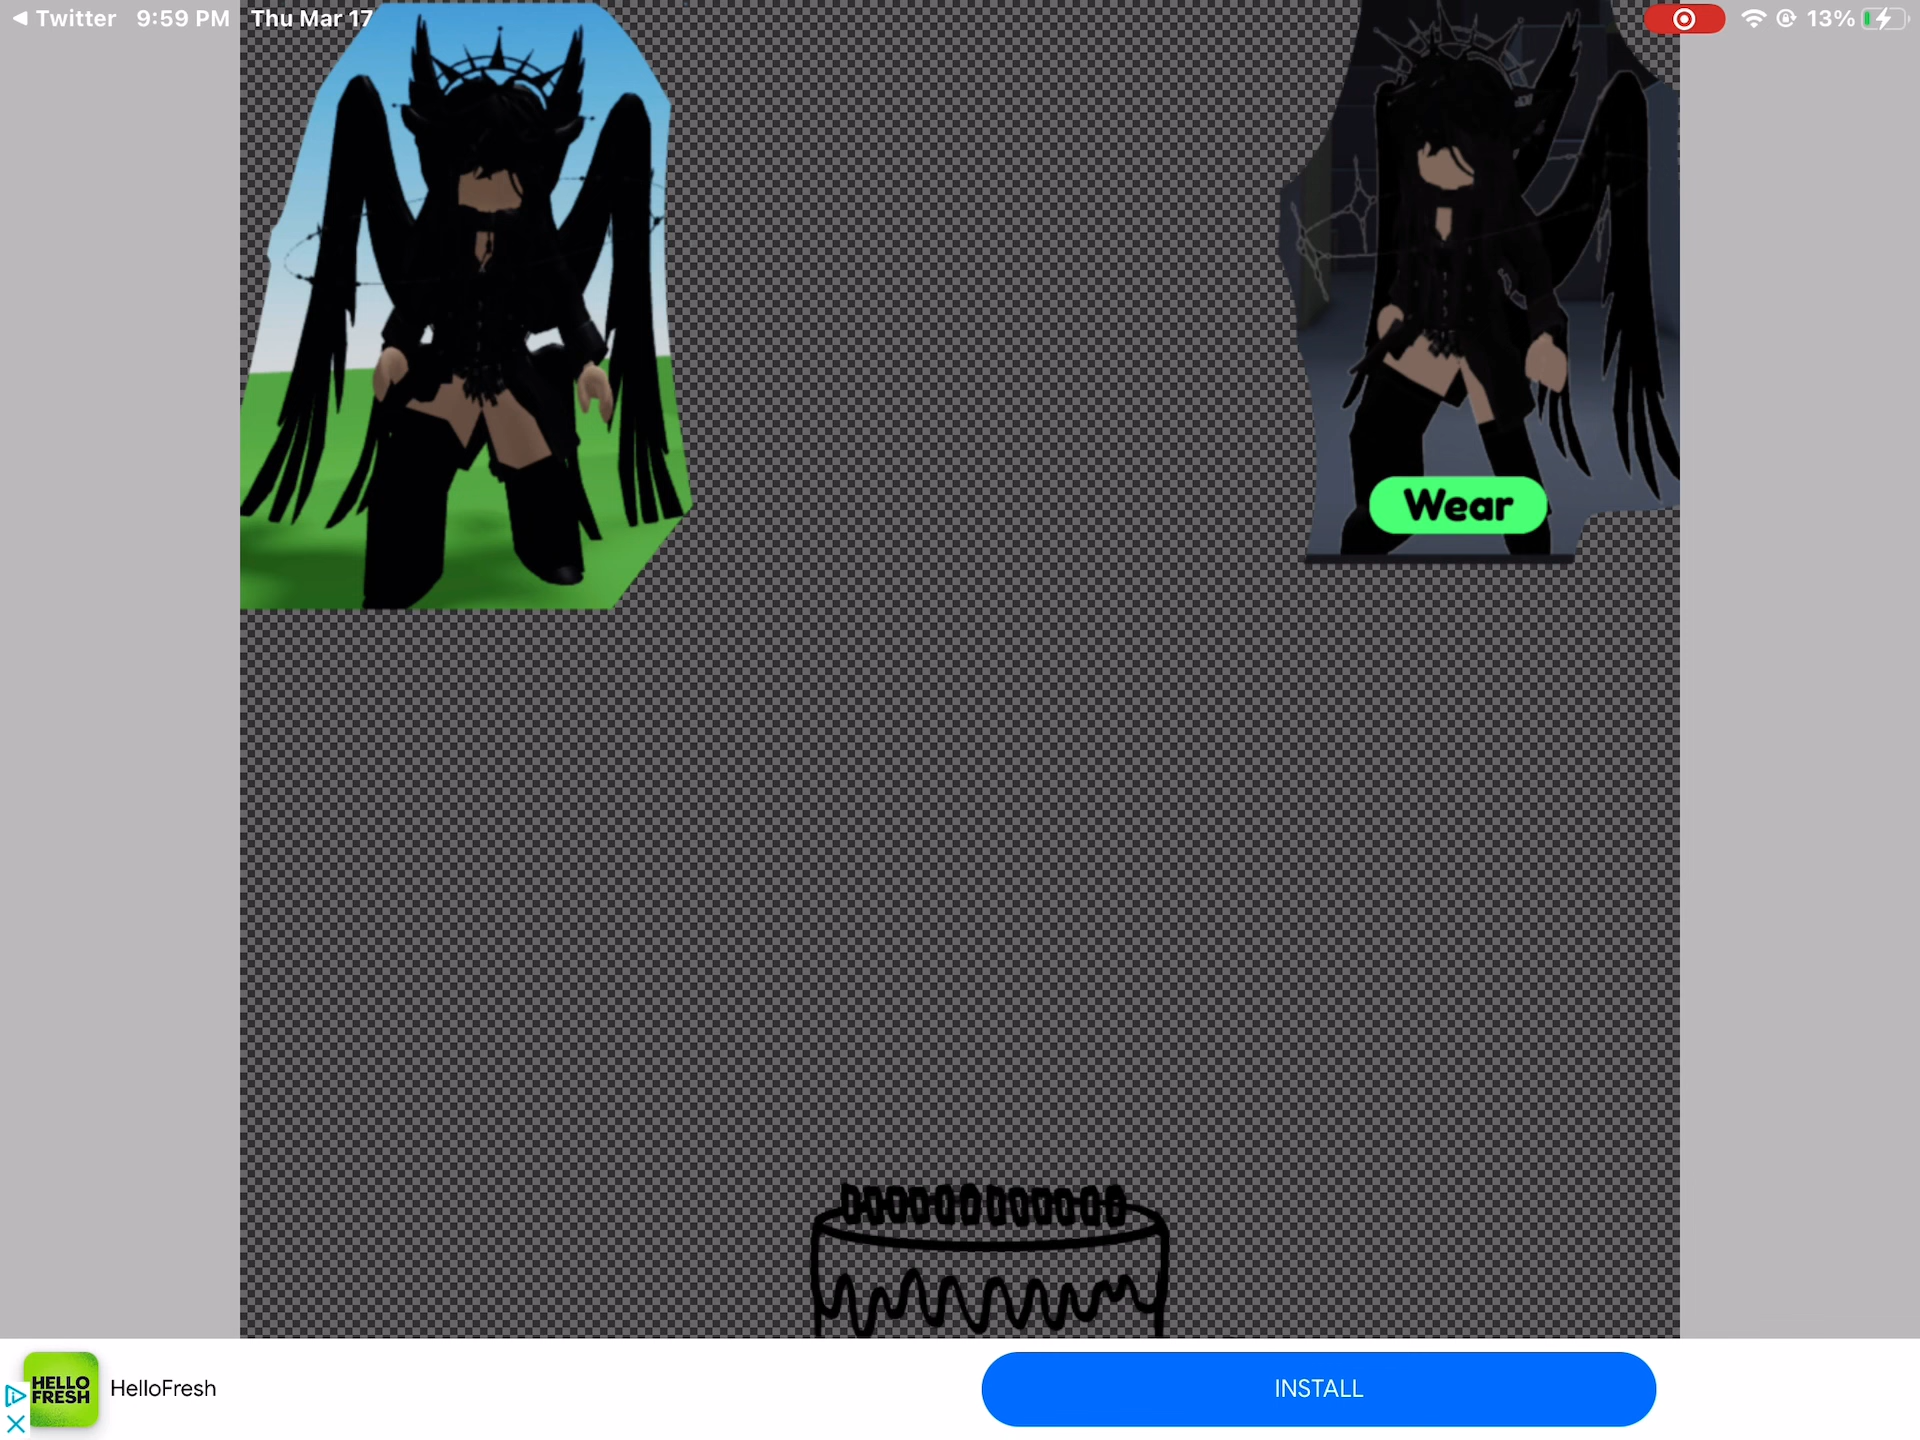 Twitter 9:59 PM Thu Mar 17 13%
Wear
HELLO
FRESH
HelloFresh
INSTALL